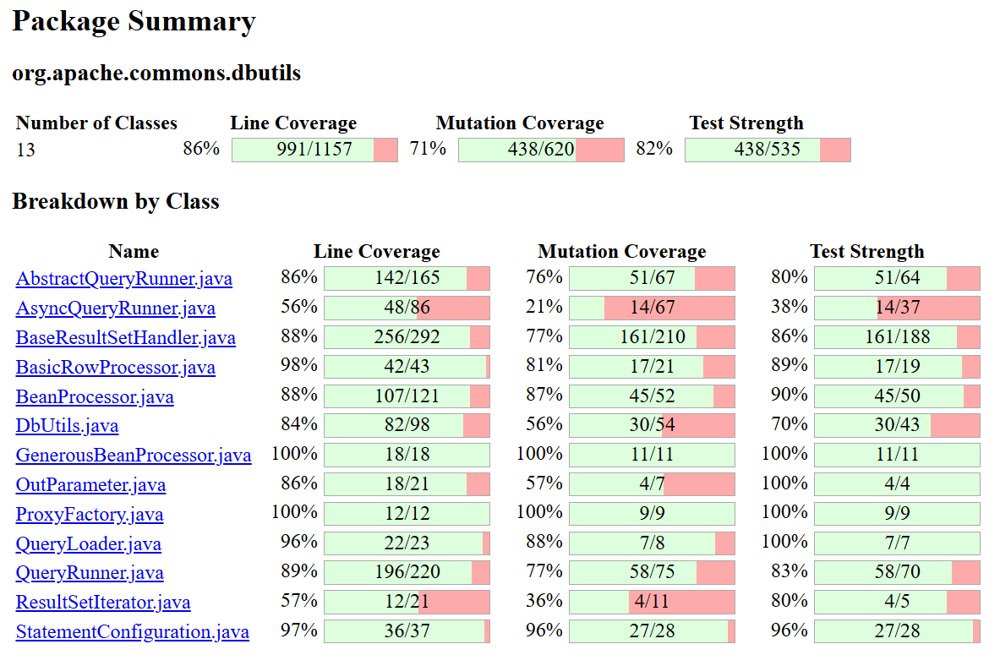 Package Summary
org.apache.commons.dbutils
Number of Classes Line Coverage Mutation Coverage Test Strength
13 86% 991/1157 71% 438/620 82% 438/535
Breakdown by Class
Name Line Coverage Mutation Coverage Test Strength
AbstractQueryRunner.java 86% 142/165 76% 51/67 80% 51/64
AsyncQueryRunner.java 56% 48/86 21% 14/67 38% 14/37
BaseResultSetHandler.java 88% 256/292 77% 161/210 86% 161/188
BasicRowProcessor.java 98% 42/43 81% 17/21 89% 17/19
BeanProcessor.java 88% 107/121 87% 45/52 90% 45/50
DbUtils.java 84% 82/98 56% 30/54 70% 30/43
GenerousBeanProcessor.java 100% 18/18 100% 11/11 100% 11/11
OutParameter.java 86% 18/21 57% 4/7 100% 4/4
ProxyFactory.java 100% 12/12 100% 9/9 100% 9/9
QueryLoader.java 96% 22/23 88% 7/8 100% 7/7
QueryRunner.java 89% 196/220 77% 58/75 83% 58/70
ResultSetIterator.java 57% 12/21 36% 4/11 80% 4/5
StatementConfiguration.java 97% 36/37 96% 27/28 96% 27/28